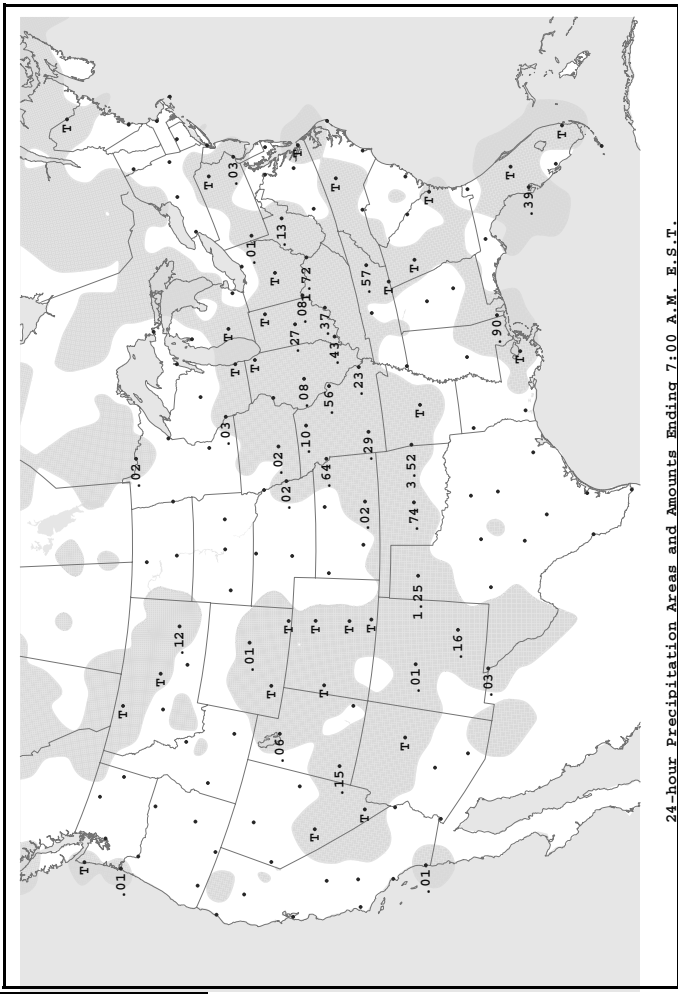 T
T
.01
T
.02
T
.12
T
.03
T
.03
T
.01
.01
T
T
T
T
.06
.02
.13
.02
T
.27
T
.08
.08
.10
1.72
T
T
T
.37
.64
.56
.43
T
.15
T
.23
T
.02
.57
.29
T
T
T
3.52
.74
T
.01
1.25
T
.01
T
.16
.03
.90
T
T
.39
T
24-hour Precipitation Areas and Amounts Ending 7:00 A.M. E.S.T.